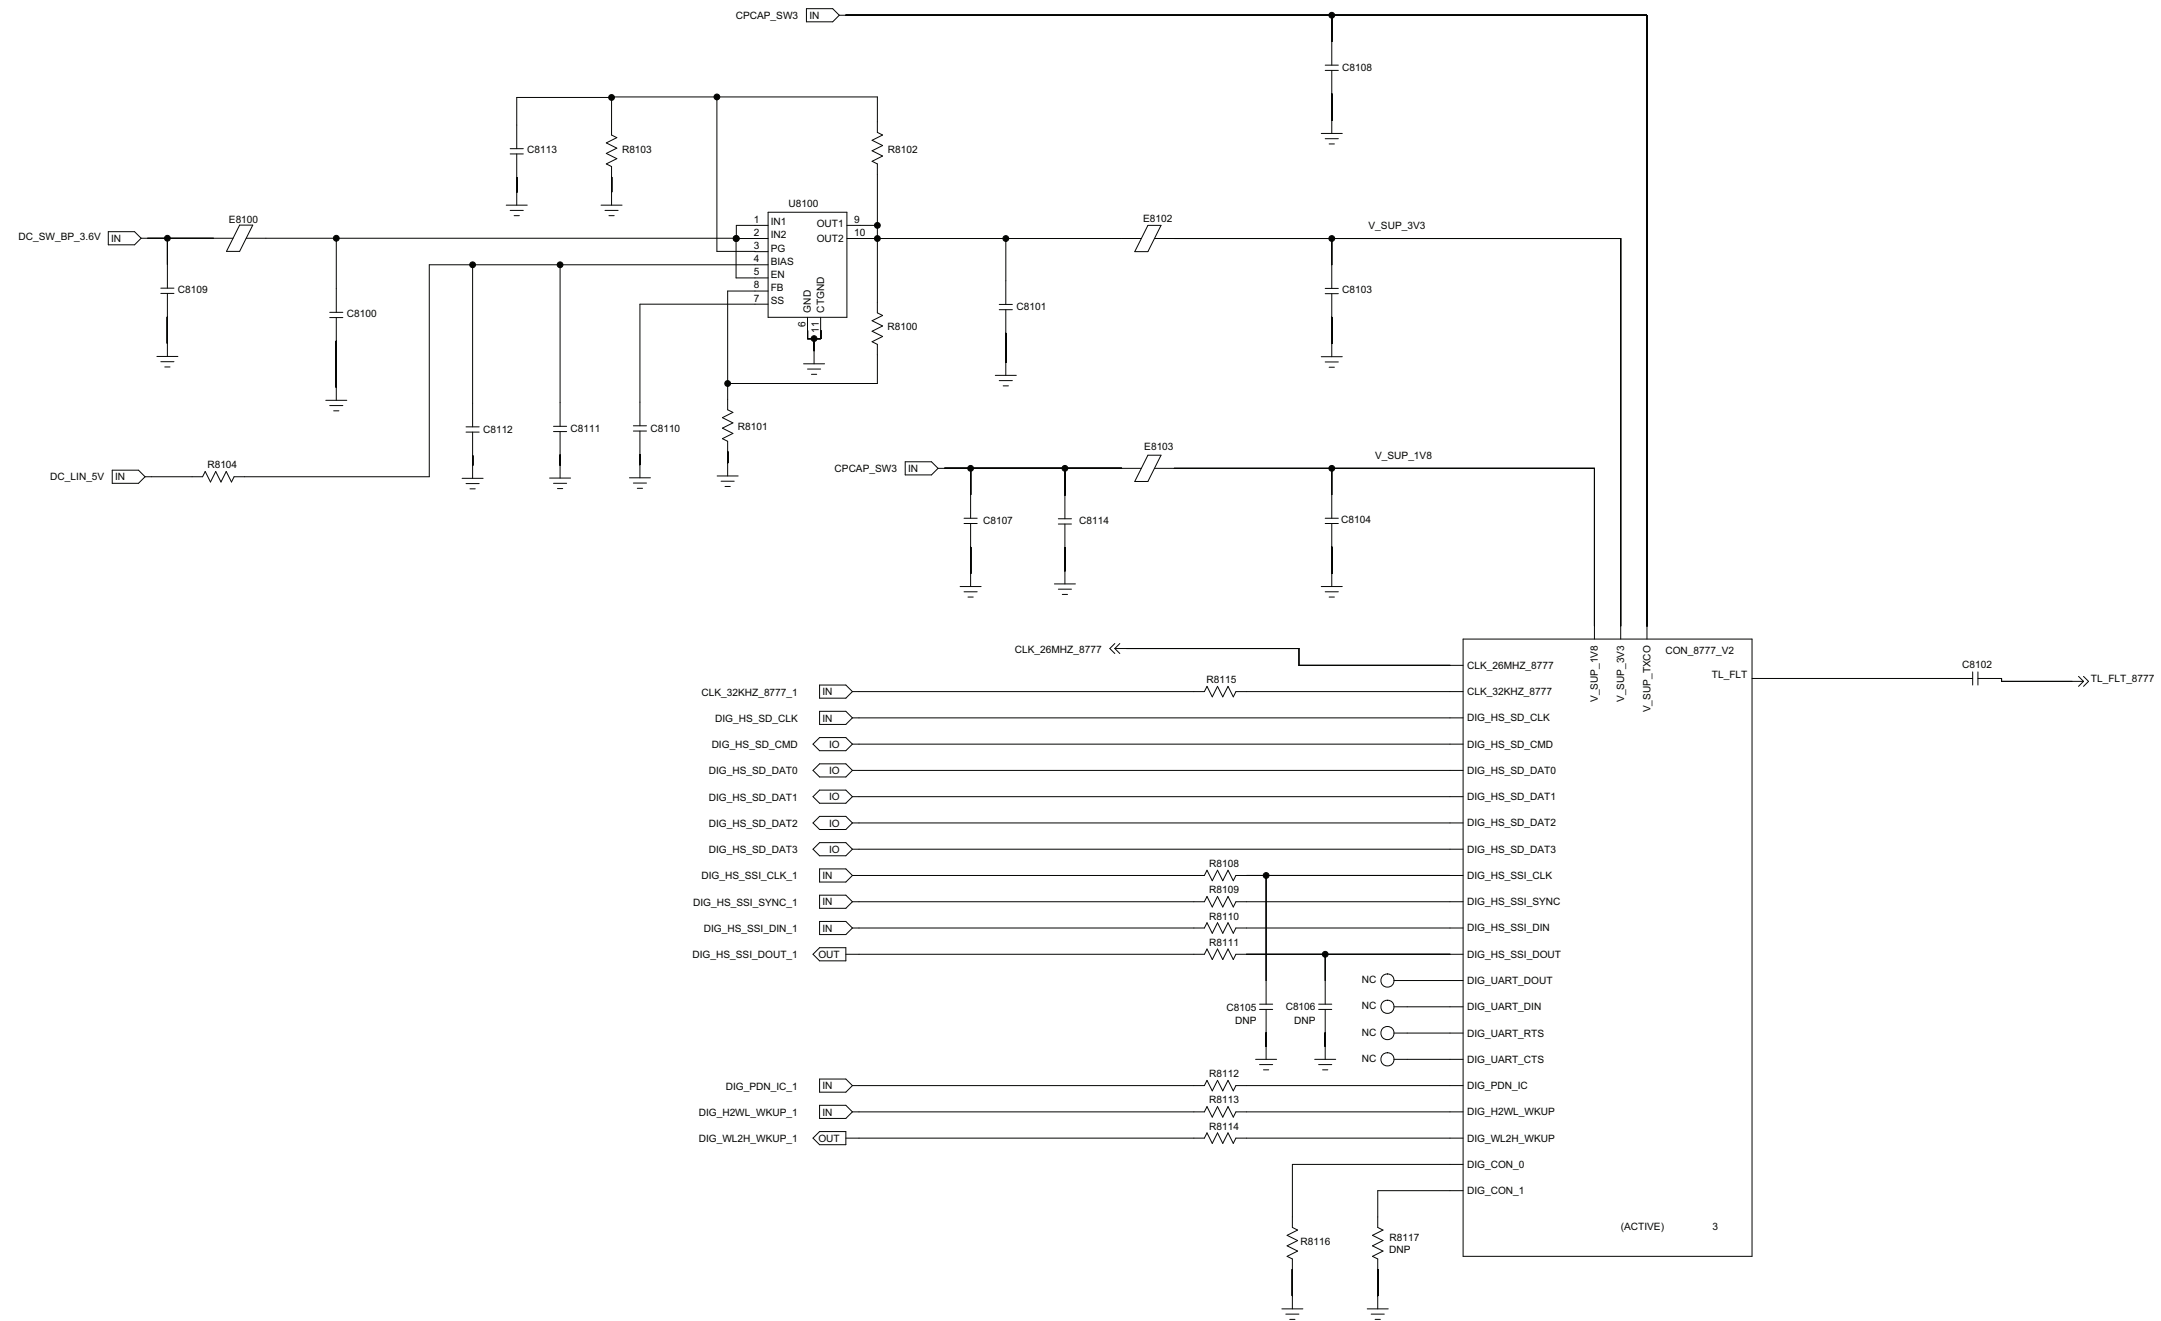 CPCAP_SW3 IN
C8108
C8113
R8103
R8102
U8100
E8100
E8102
V_SUP_3V3
DC_SW_BP_3.6V IN
1 IN1
2 IN2
3 PG
4 BIAS
5 EN
8 FB
7 SS
OUT1 9
OUT2 10
GND 6
CTGND 11
C8109
C8100
C8101
C8103
R8100
C8112
C8111
C8110
R8101
DC_LIN_5V IN
R8104
CPCAP_SW3 IN
E8103
V_SUP_1V8
C8107
C8114
C8104
CLK_26MHZ_8777
CLK_26MHZ_8777
V_SUP_1V8
V_SUP_3V3
V_SUP_TXCO
CON_8777_V2
TL_FLT
C8102
TL_FLT_8777
CLK_32KHZ_8777_1 IN R8115 CLK_32KHZ_8777
DIG_HS_SD_CLK IN DIG_HS_SD_CLK
DIG_HS_SD_CMD IO DIG_HS_SD_CMD
DIG_HS_SD_DAT0 IO DIG_HS_SD_DAT0
DIG_HS_SD_DAT1 IO DIG_HS_SD_DAT1
DIG_HS_SD_DAT2 IO DIG_HS_SD_DAT2
DIG_HS_SD_DAT3 IO DIG_HS_SD_DAT3
DIG_HS_SSI_CLK_1 IN R8108 DIG_HS_SSI_CLK
DIG_HS_SSI_SYNC_1 IN R8109 DIG_HS_SSI_SYNC
DIG_HS_SSI_DIN_1 IN R8110 DIG_HS_SSI_DIN
DIG_HS_SSI_DOUT_1 OUT R8111 DIG_HS_SSI_DOUT
NC DIG_UART_DOUT
NC DIG_UART_DIN
NC DIG_UART_RTS
NC DIG_UART_CTS
C8105
DNP
C8106
DNP
DIG_PDN_IC_1 IN R8112 DIG_PDN_IC
DIG_H2WL_WKUP_1 IN R8113 DIG_H2WL_WKUP
DIG_WL2H_WKUP_1 OUT R8114 DIG_WL2H_WKUP
DIG_CON_0
DIG_CON_1
(ACTIVE) 3
R8116
R8117
DNP